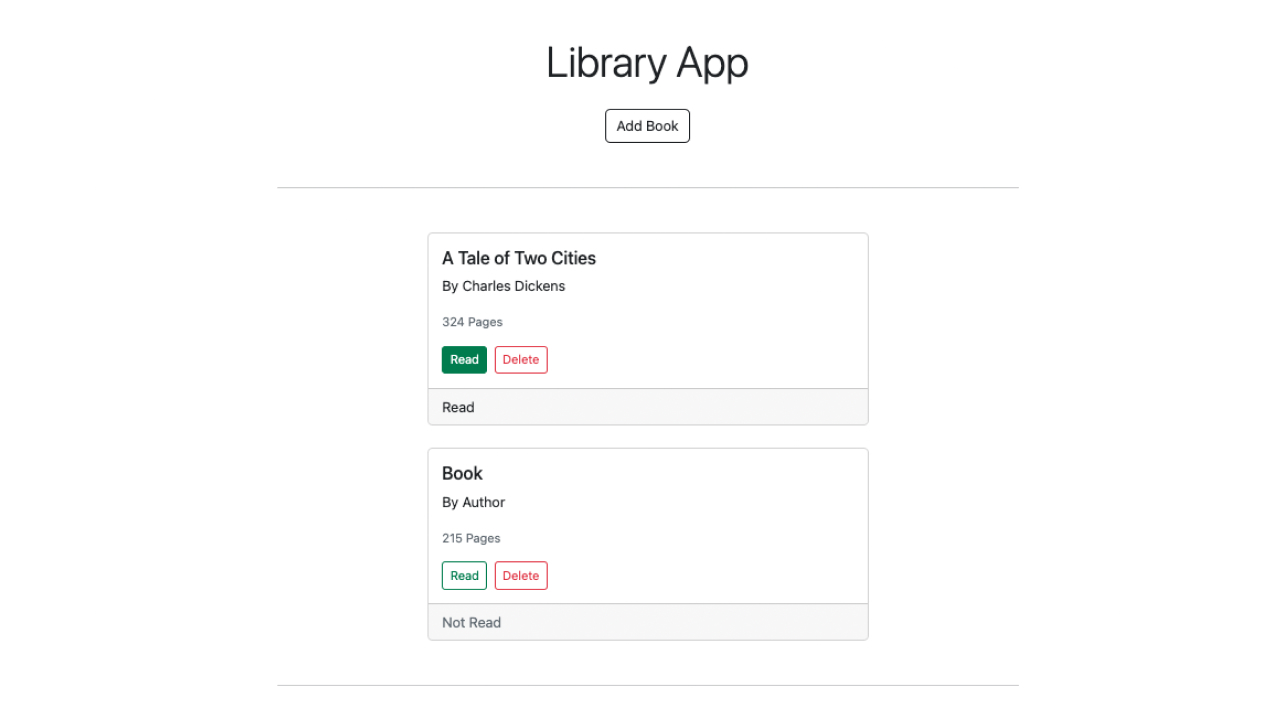 Library App
Add Book
A Tale of Two Cities
By Charles Dickens
324 Pages
Read Delete
Read
Book
By Author
215 Pages
Read Delete
Not Read